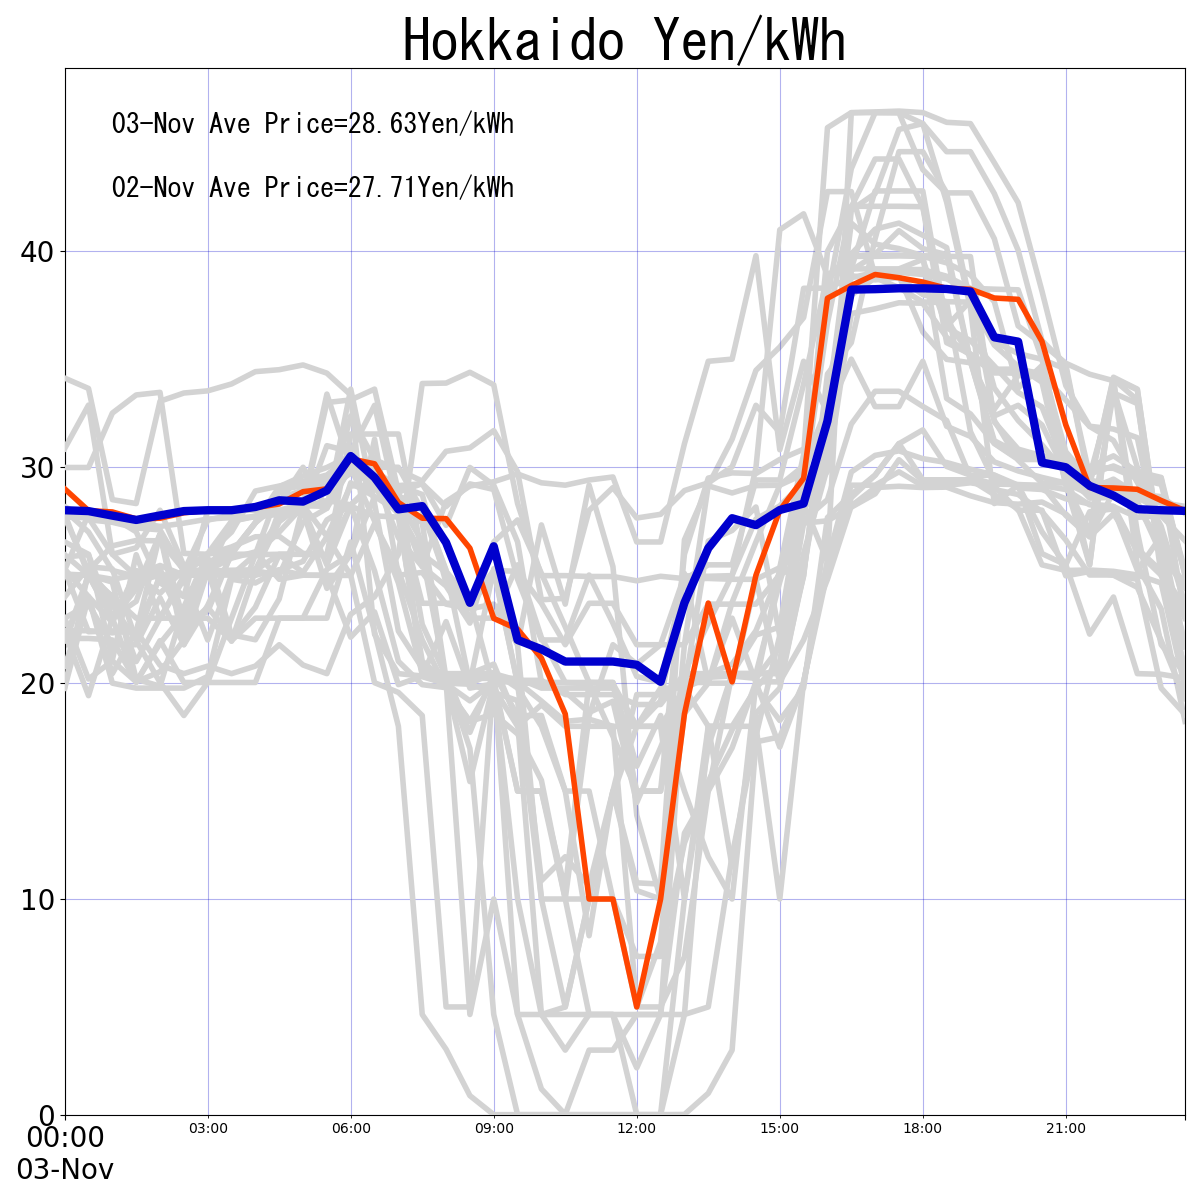 Hokkaido Yen/kWh
03-Nov Ave Price=28.63Yen/kWh
02-Nov Ave Price=27.71Yen/kWh
40
30
20
10
0
00:00 03:00 06:00 09:00 12:00 15:00 18:00 21:00
03-Nov